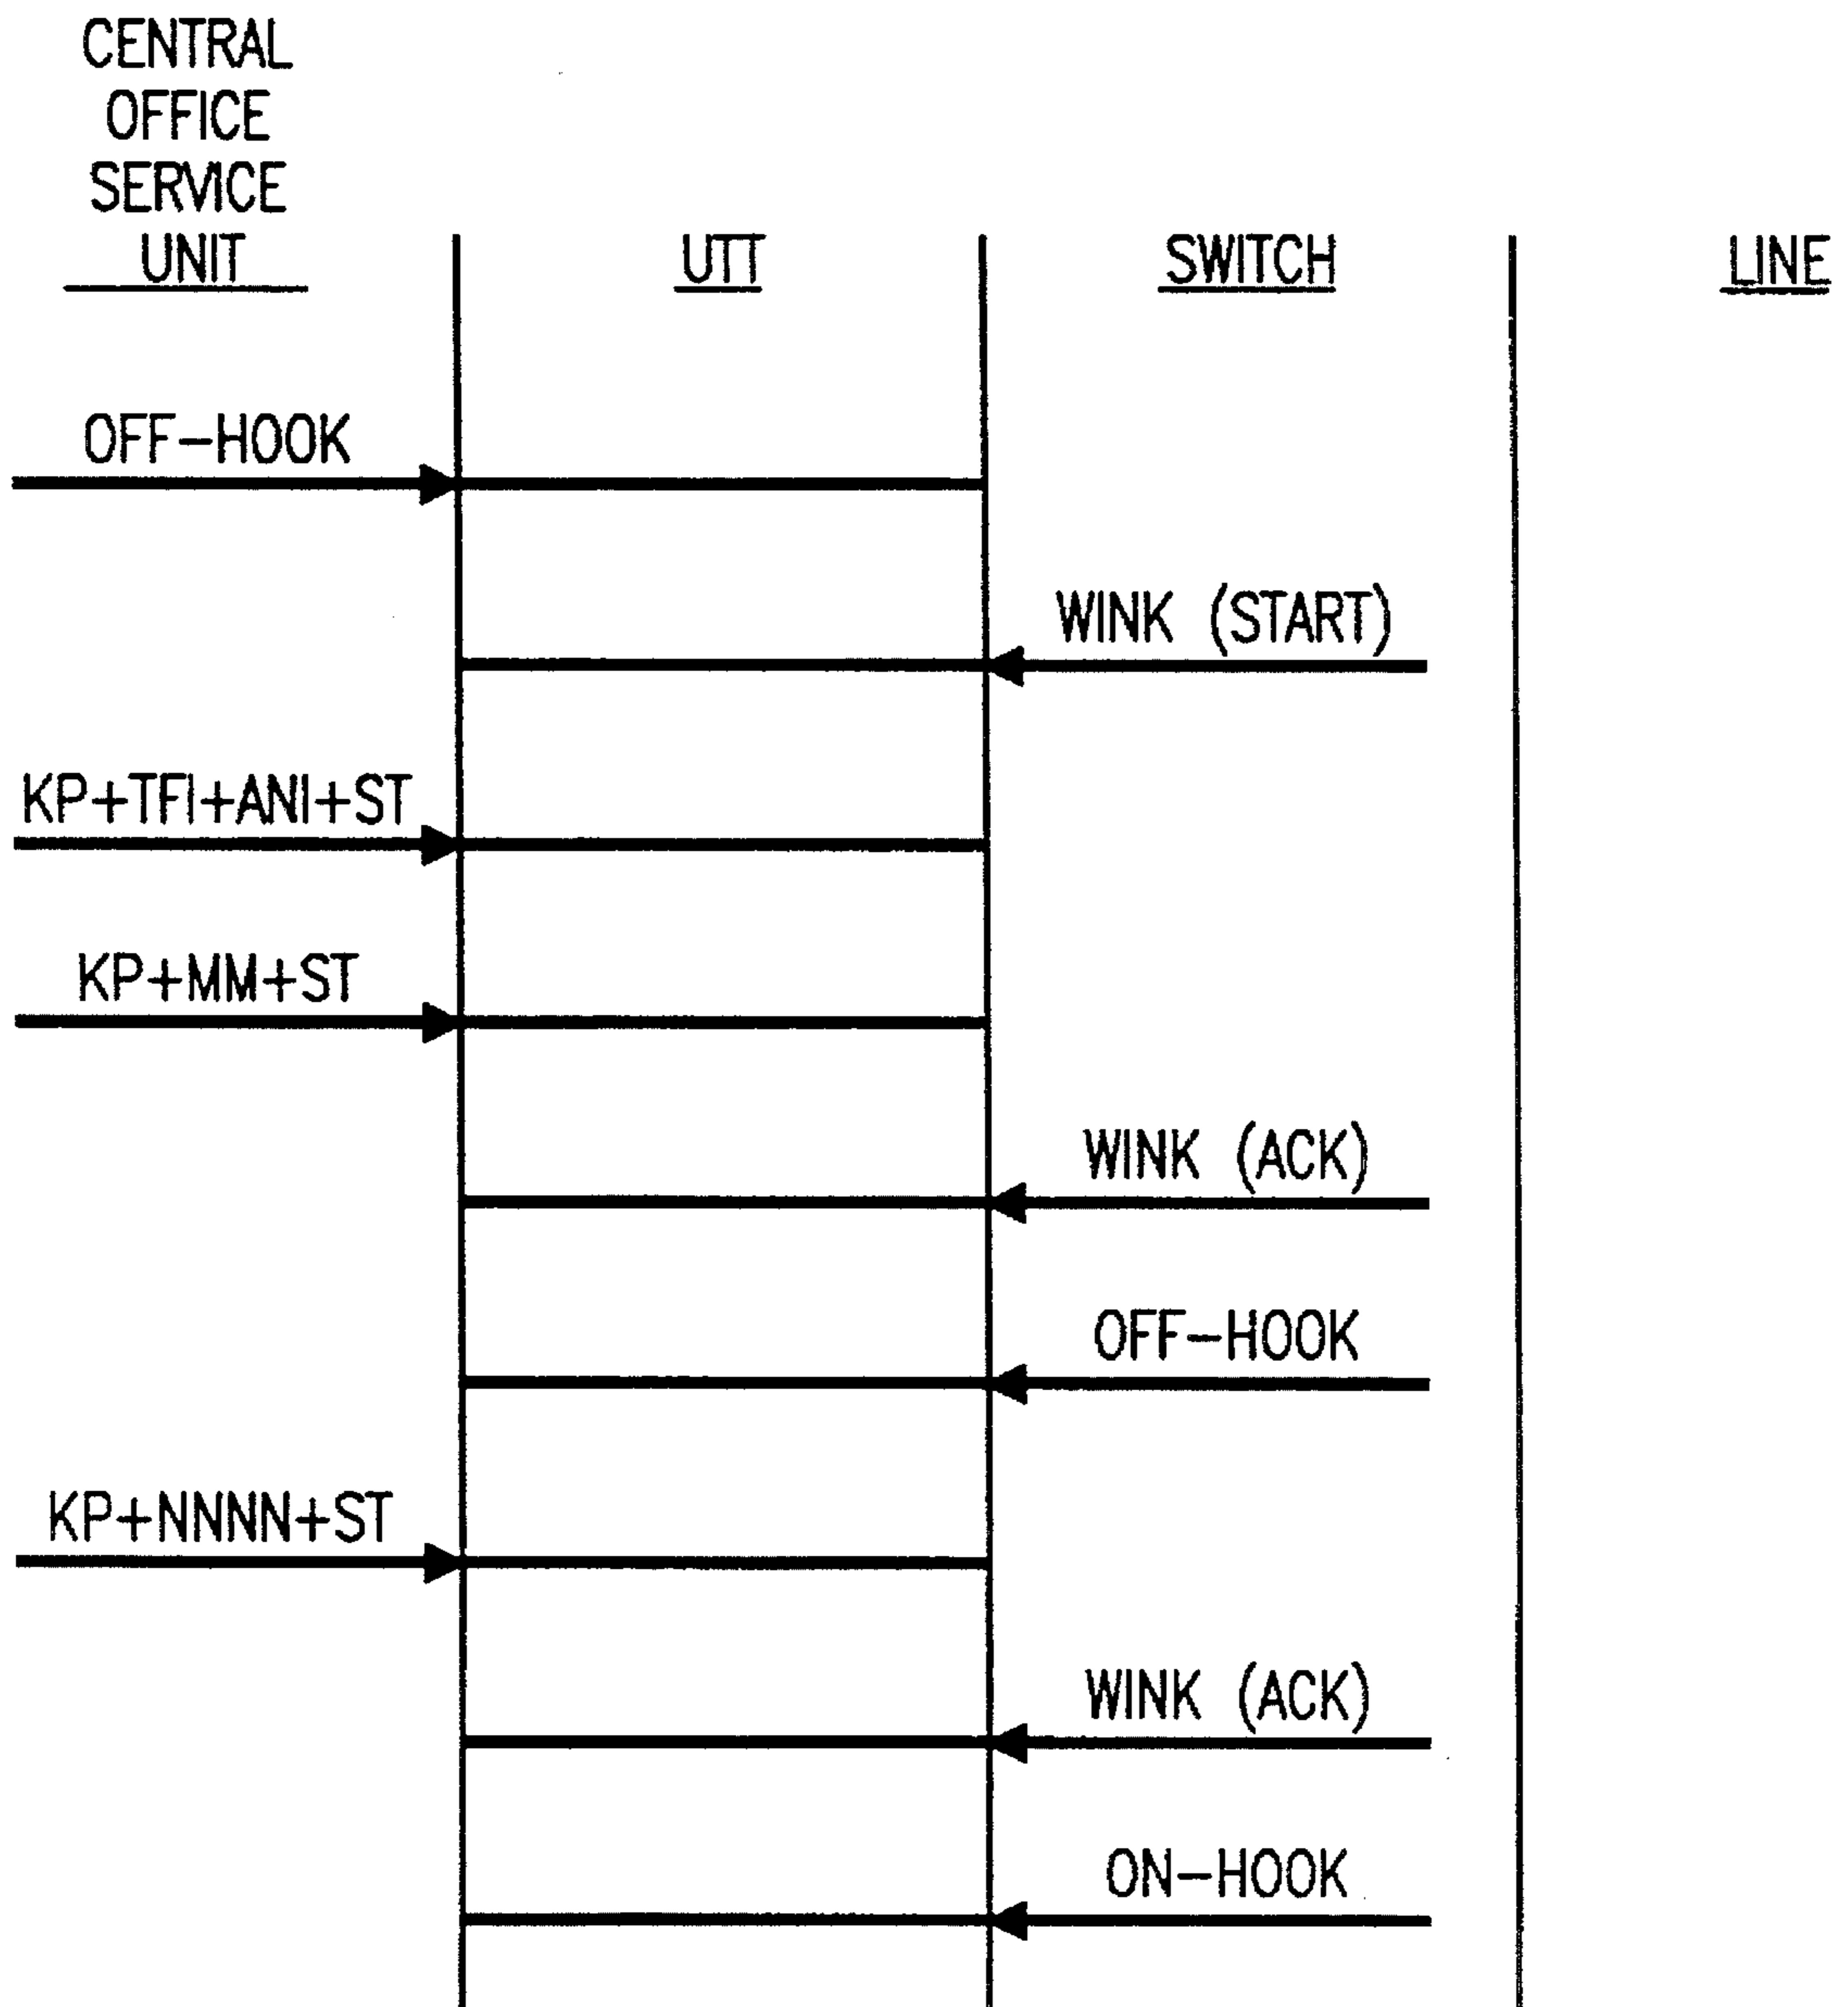 CENTRAL
OFFICE
SERVICE
UNIT
UTT
SWITCH
LINE
OFF-HOOK
WINK (START)
KP+TFI+ANI+ST
KP+MM+ST
WINK (ACK)
OFF-HOOK
KP+NNNN+ST
WINK (ACK)
ON-HOOK